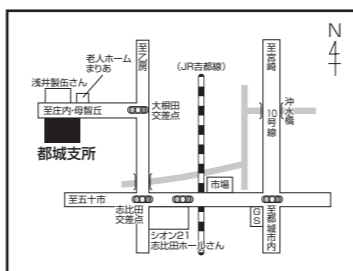 至乙房
(JR吉都線)
至宮崎
N
老人ホーム
まりあ
浅井製缶さん
大根田
交差点
至庄内・母智丘
10号線
沖水橋
都城支所
市場
至五十市
志比田
交差点
シオン21
志比田ホールさん
GS
至都城市内